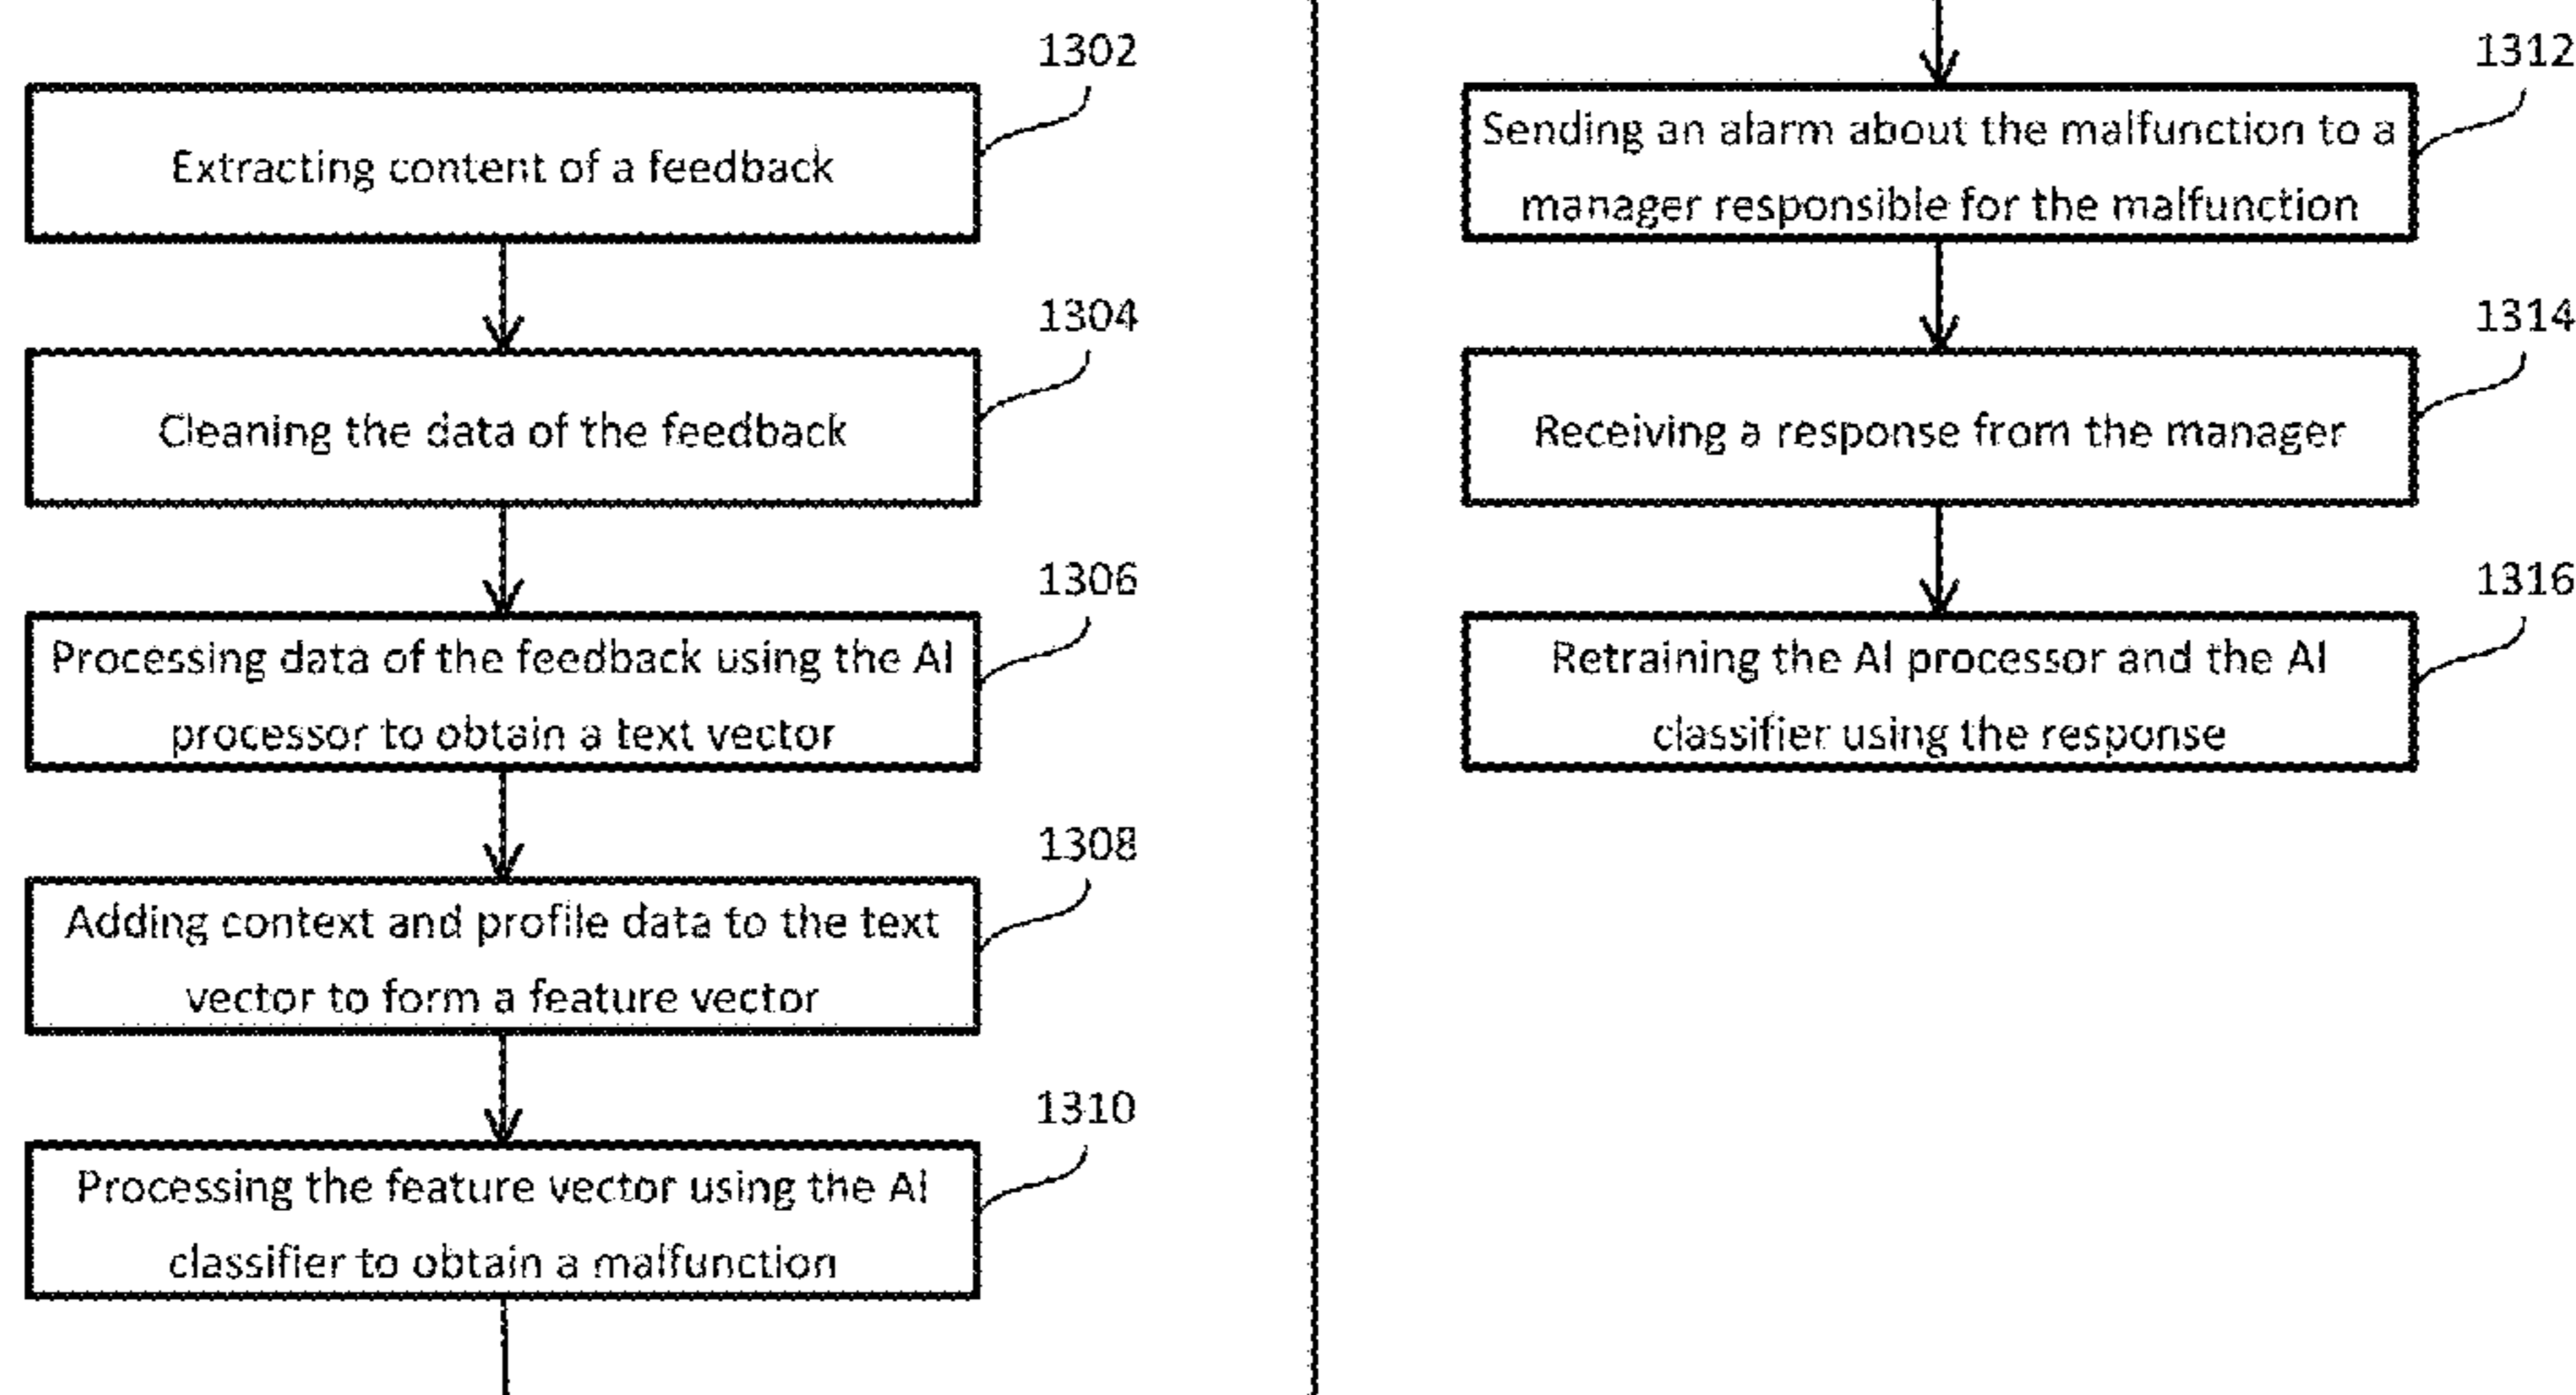 1302
Extracting content of a feedback
1304
Cleaning the data of the feedback
1306
Processing data of the feedback using the AI
processor to obtain a text vector
1308
Adding context and profile data to the text
vector to form a feature vector
1310
Processing the feature vector using the AI
classifier to obtain a malfunction
1312
Sending an alarm about the malfunction to a
manager responsible for the malfunction
1314
Receiving a response from the manager
1316
Retraining the AI processor and the AI
classifier using the response